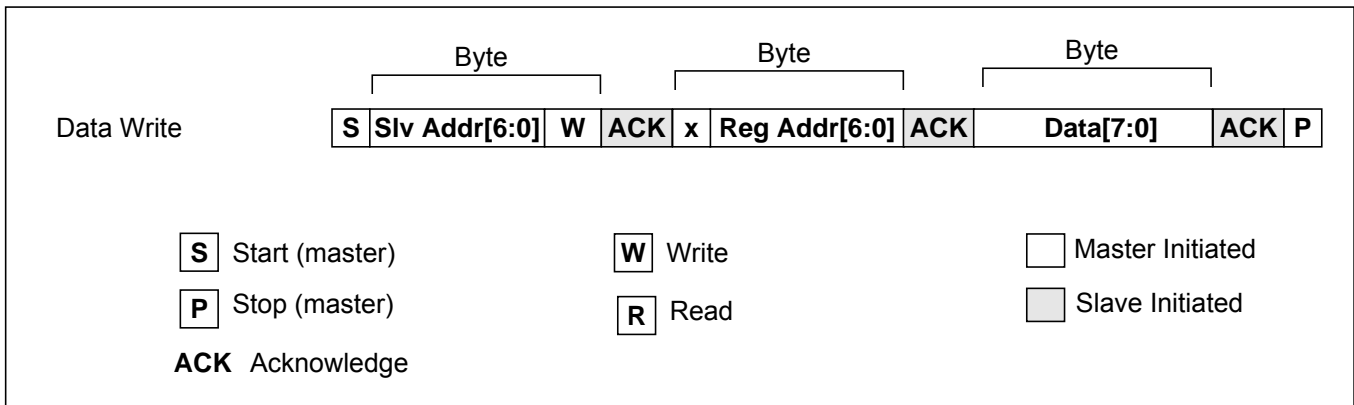 Byte Byte Byte
Data Write S Slv Addr[6:0] W ACK x Reg Addr[6:0] ACK Data[7:0] ACK P
S Start (master) W Write Master Initiated
P Stop (master) R Read Slave Initiated
ACK Acknowledge